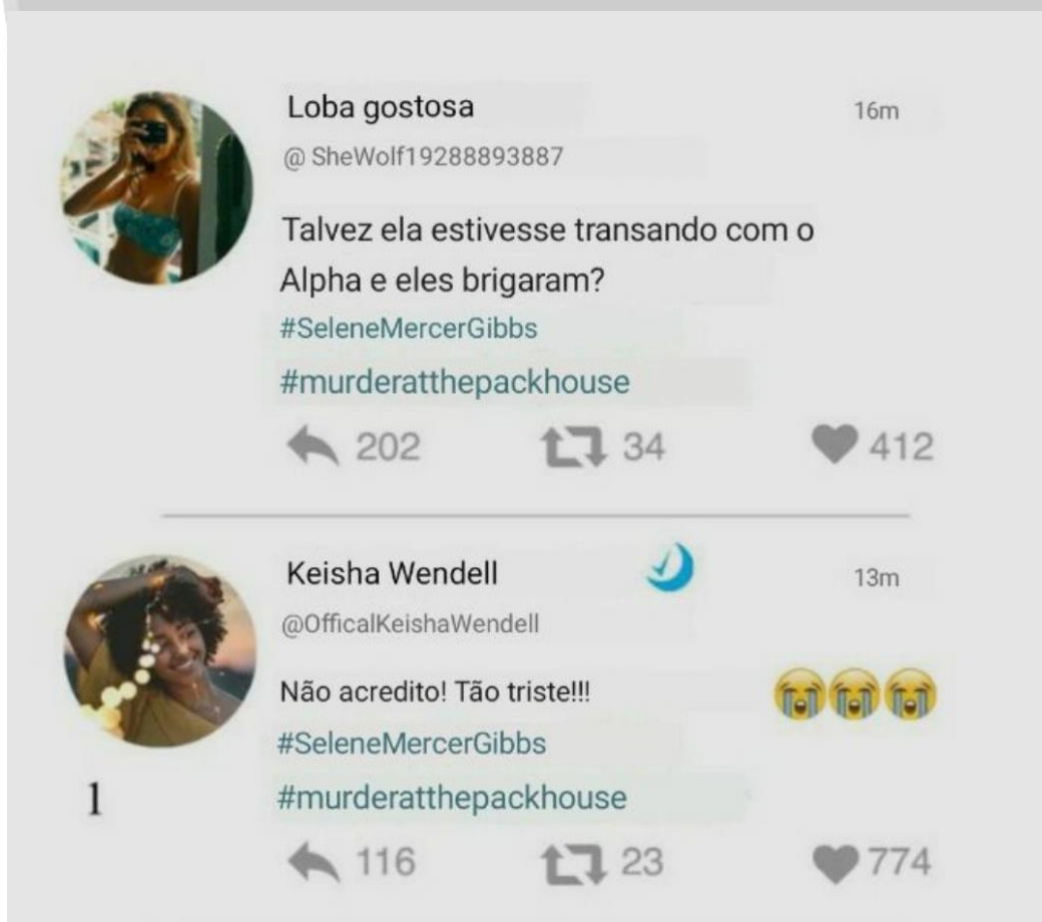 Loba gostosa
16m
@ SheWolf19288893887
Talvez ela estivesse transando com o
Alpha e eles brigaram?
#SeleneMercerGibbs
#murderatthepackhouse
202 34 412
Keisha Wendell
13m
@OfficalKeishaWendell
Não acredito! Tão triste!!!
#SeleneMercerGibbs
1
#murderatthepackhouse
116 23 774